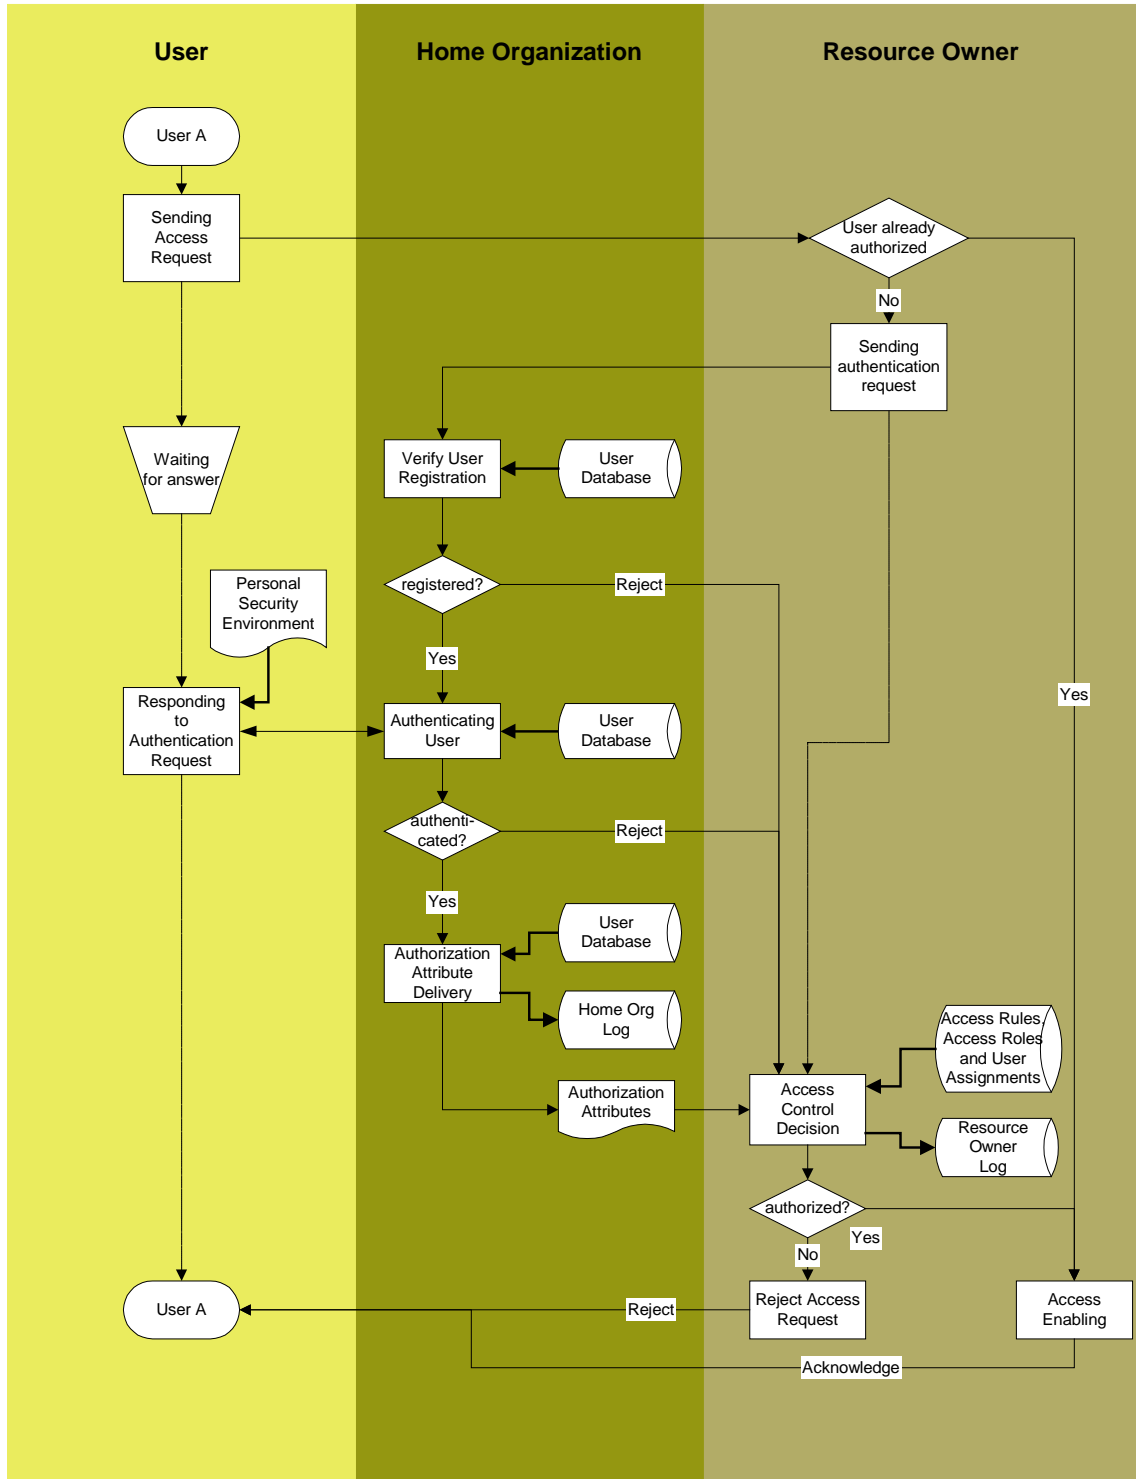 User
Home Organization
Resource Owner
User A
Sending
Access
Request
User already
authorized
No
Sending
authentication
request
Waiting
for answer
Verify User
Registration
User
Database
registered?
Reject
Personal
Security
Environment
Yes
Responding
to
Authentication
Request
Authenticating
User
User
Database
Yes
authenti-
cated?
Reject
Yes
User
Database
Authorization
Attribute
Delivery
Home Org
Log
Access Rules.
Access Roles
and User
Assignments
Authorization
Attributes
Access
Control
Decision
Resource
Owner
Log
authorized?
Yes
No
User A
Reject
Reject Access
Request
Access
Enabling
Acknowledge